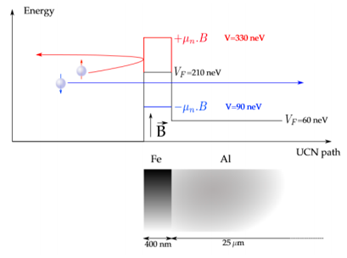 Energy
+μn.B V=330 neV
VF=210 neV
−μn.B V=90 neV
VF=60 neV
B
UCN path
Fe Al
400 nm 25 μm